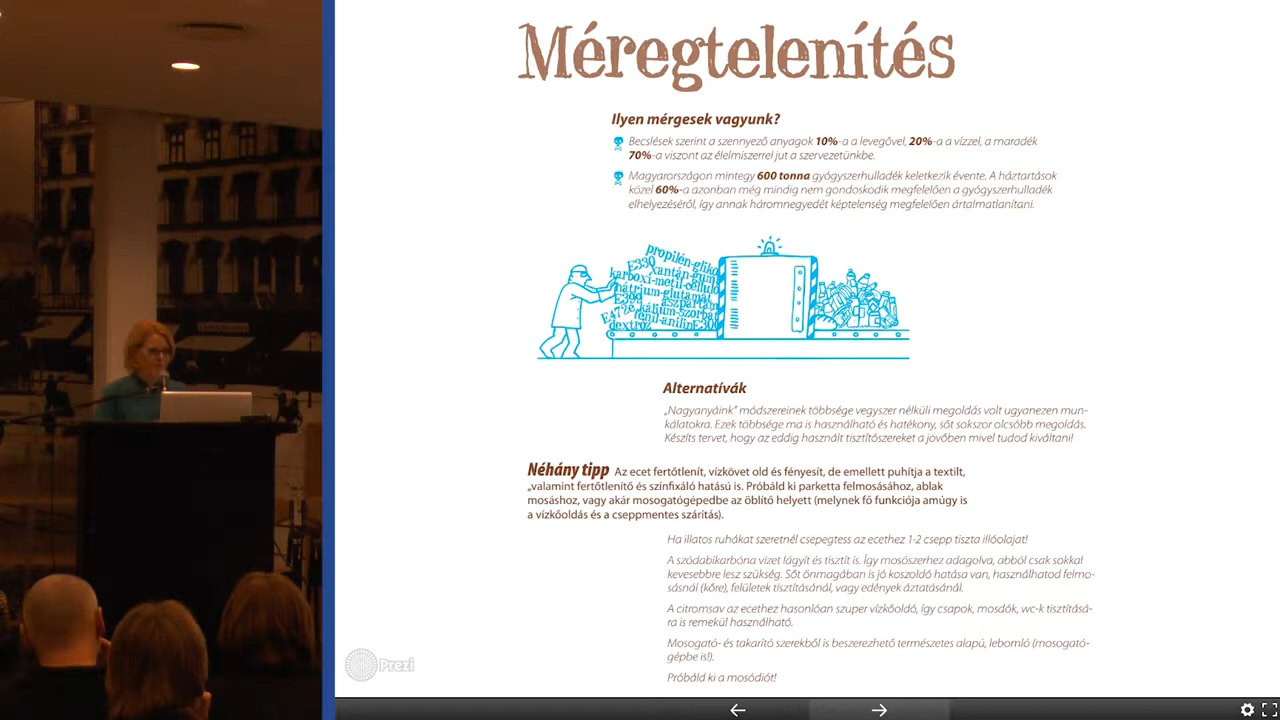 Méregtelenítés
Ilyen mérgesek vagyunk?
Becslések szerint a szennyező anyagok 10%-a a levegővel, 20%-a a vízzel, a maradék
70%-a viszont az élelmiszerrel jut a szervezetünkbe.
Magyarországon mintegy 600 tonna gyógyszerhulladék keletkezik évente. A háztartások
közel 60%-a azonban még mindig nem gondoskodik megfelelően a gyógyszerhulladék
elhelyezéséről, így annak háromnegyedét képtelenség megfelelően ártalmatlanítani.
propilén-gliko
E330
xantán-gum
karboxi-metil-cellulo
nátrium-glutamát
E399
aszpartam
E472e
kálium-szorbát
fenil-anilin
E300
dextróz
Alternatívák
„Nagyanyáink” módszereinek többsége vegyszer nélküli megoldás volt ugyanezen mun-
kálatokra. Ezek többsége ma is használható és hatékony, sőt sokszor olcsóbb megoldás.
Készíts tervet, hogy az eddig használt tisztítószereket a jövőben mivel tudod kiváltani!
Néhány tipp Az ecet fertőtlenít, vízkövet old és fényesít, de emellett puhítja a textilt,
„valamint fertőtlenítő és színfixáló hatású is. Próbáld ki parketta felmosásához, ablak
mosáshoz, vagy akár mosogatógépedbe az öblítő helyett (melynek fő funkciója amúgy is
a vízkőoldás és a cseppmentes szárítás).
Ha illatos ruhákat szeretnél csepegtess az ecethez 1-2 csepp tiszta illóolajat!
A szódabikarbóna vizet lágyít és tisztít is. Így mosószerhez adagolva, abból csak sokkal
kevesebbre lesz szükség. Sőt önmagában is jó koszoldó hatása van, használhatod felmo-
sásnál (kőre), felületek tisztításánál, vagy edények áztatásánál.
A citromsav az ecethez hasonlóan szuper vízkőoldó, így csapok, mosdók, wc-k tisztításá-
ra is remekül használható.
Mosogató- és takarító szerekből is beszerezhető természetes alapú, lebomló (mosogató-
gépbe is!).
Próbáld ki a mosódiót!
Prezi